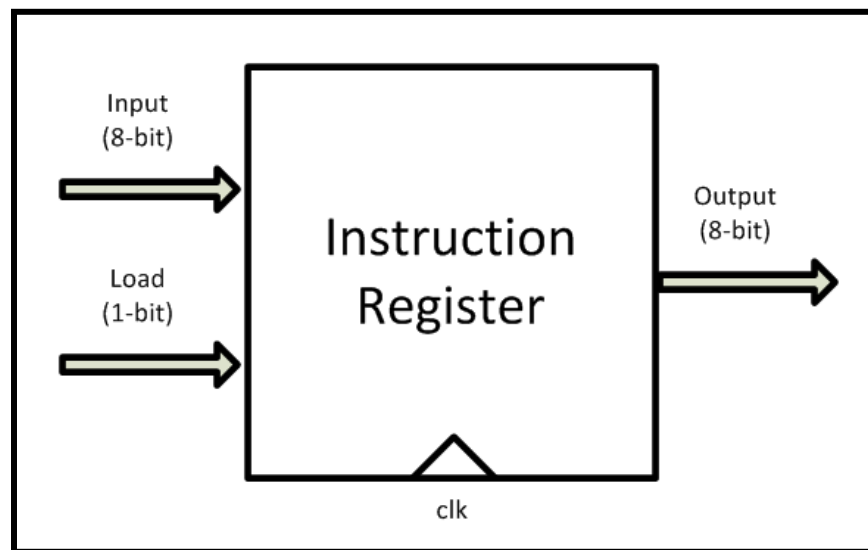 Input
(8-bit)
Load
(1-bit)
Instruction
Register
Output
(8-bit)
clk